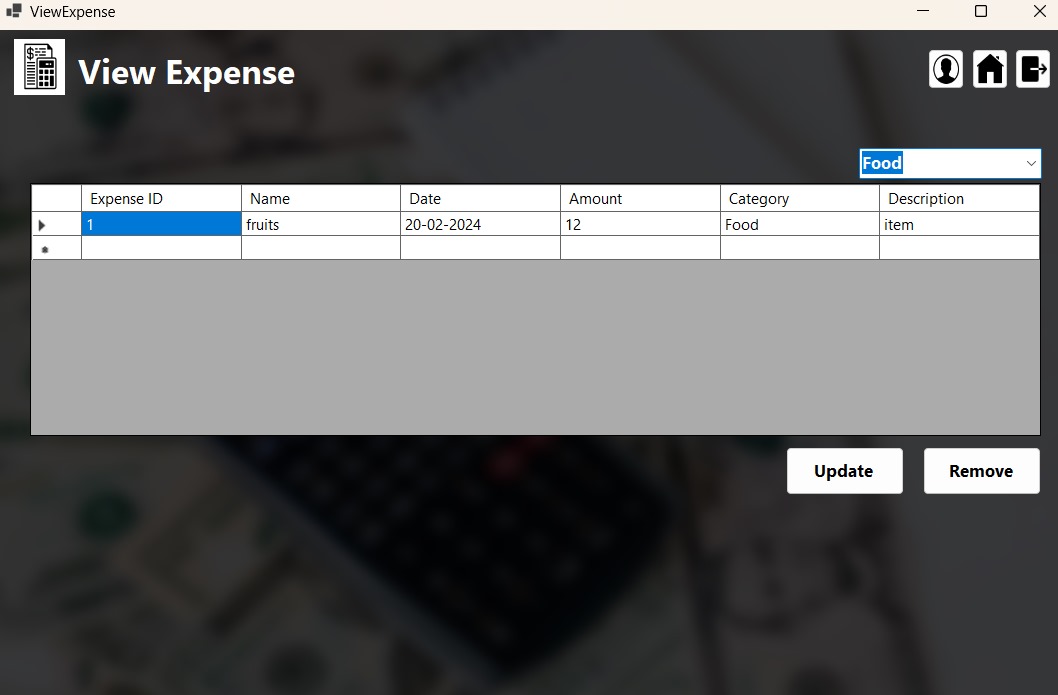 ViewExpense
View Expense
Food
Expense ID Name Date Amount Category Description
1 fruits 20-02-2024 12 Food item
Update Remove